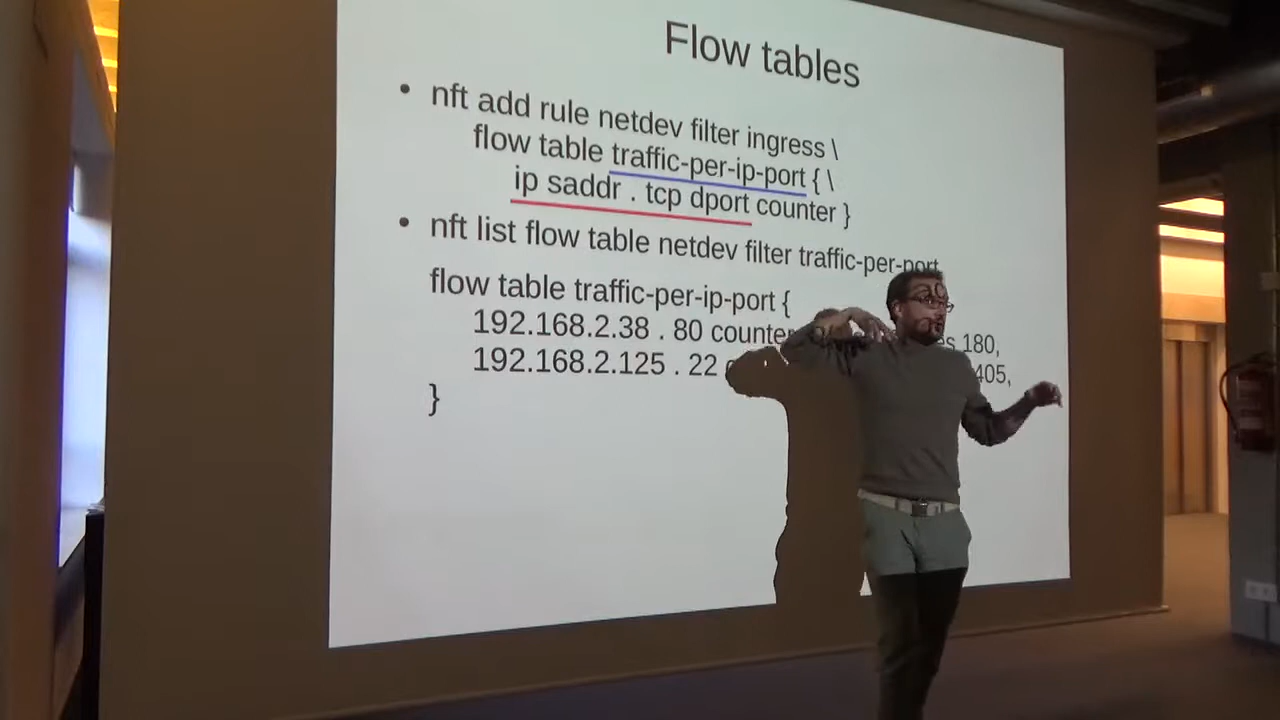 Flow tables
• nft add rule netdev filter ingress \
flow table traffic-per-ip-port { \
ip saddr . tcp dport counter }
• nft list flow table netdev filter traffic-per-port
flow table traffic-per-ip-port {
192.168.2.38 . 80 counter 180,
192.168.2.125 . 22 405,
}